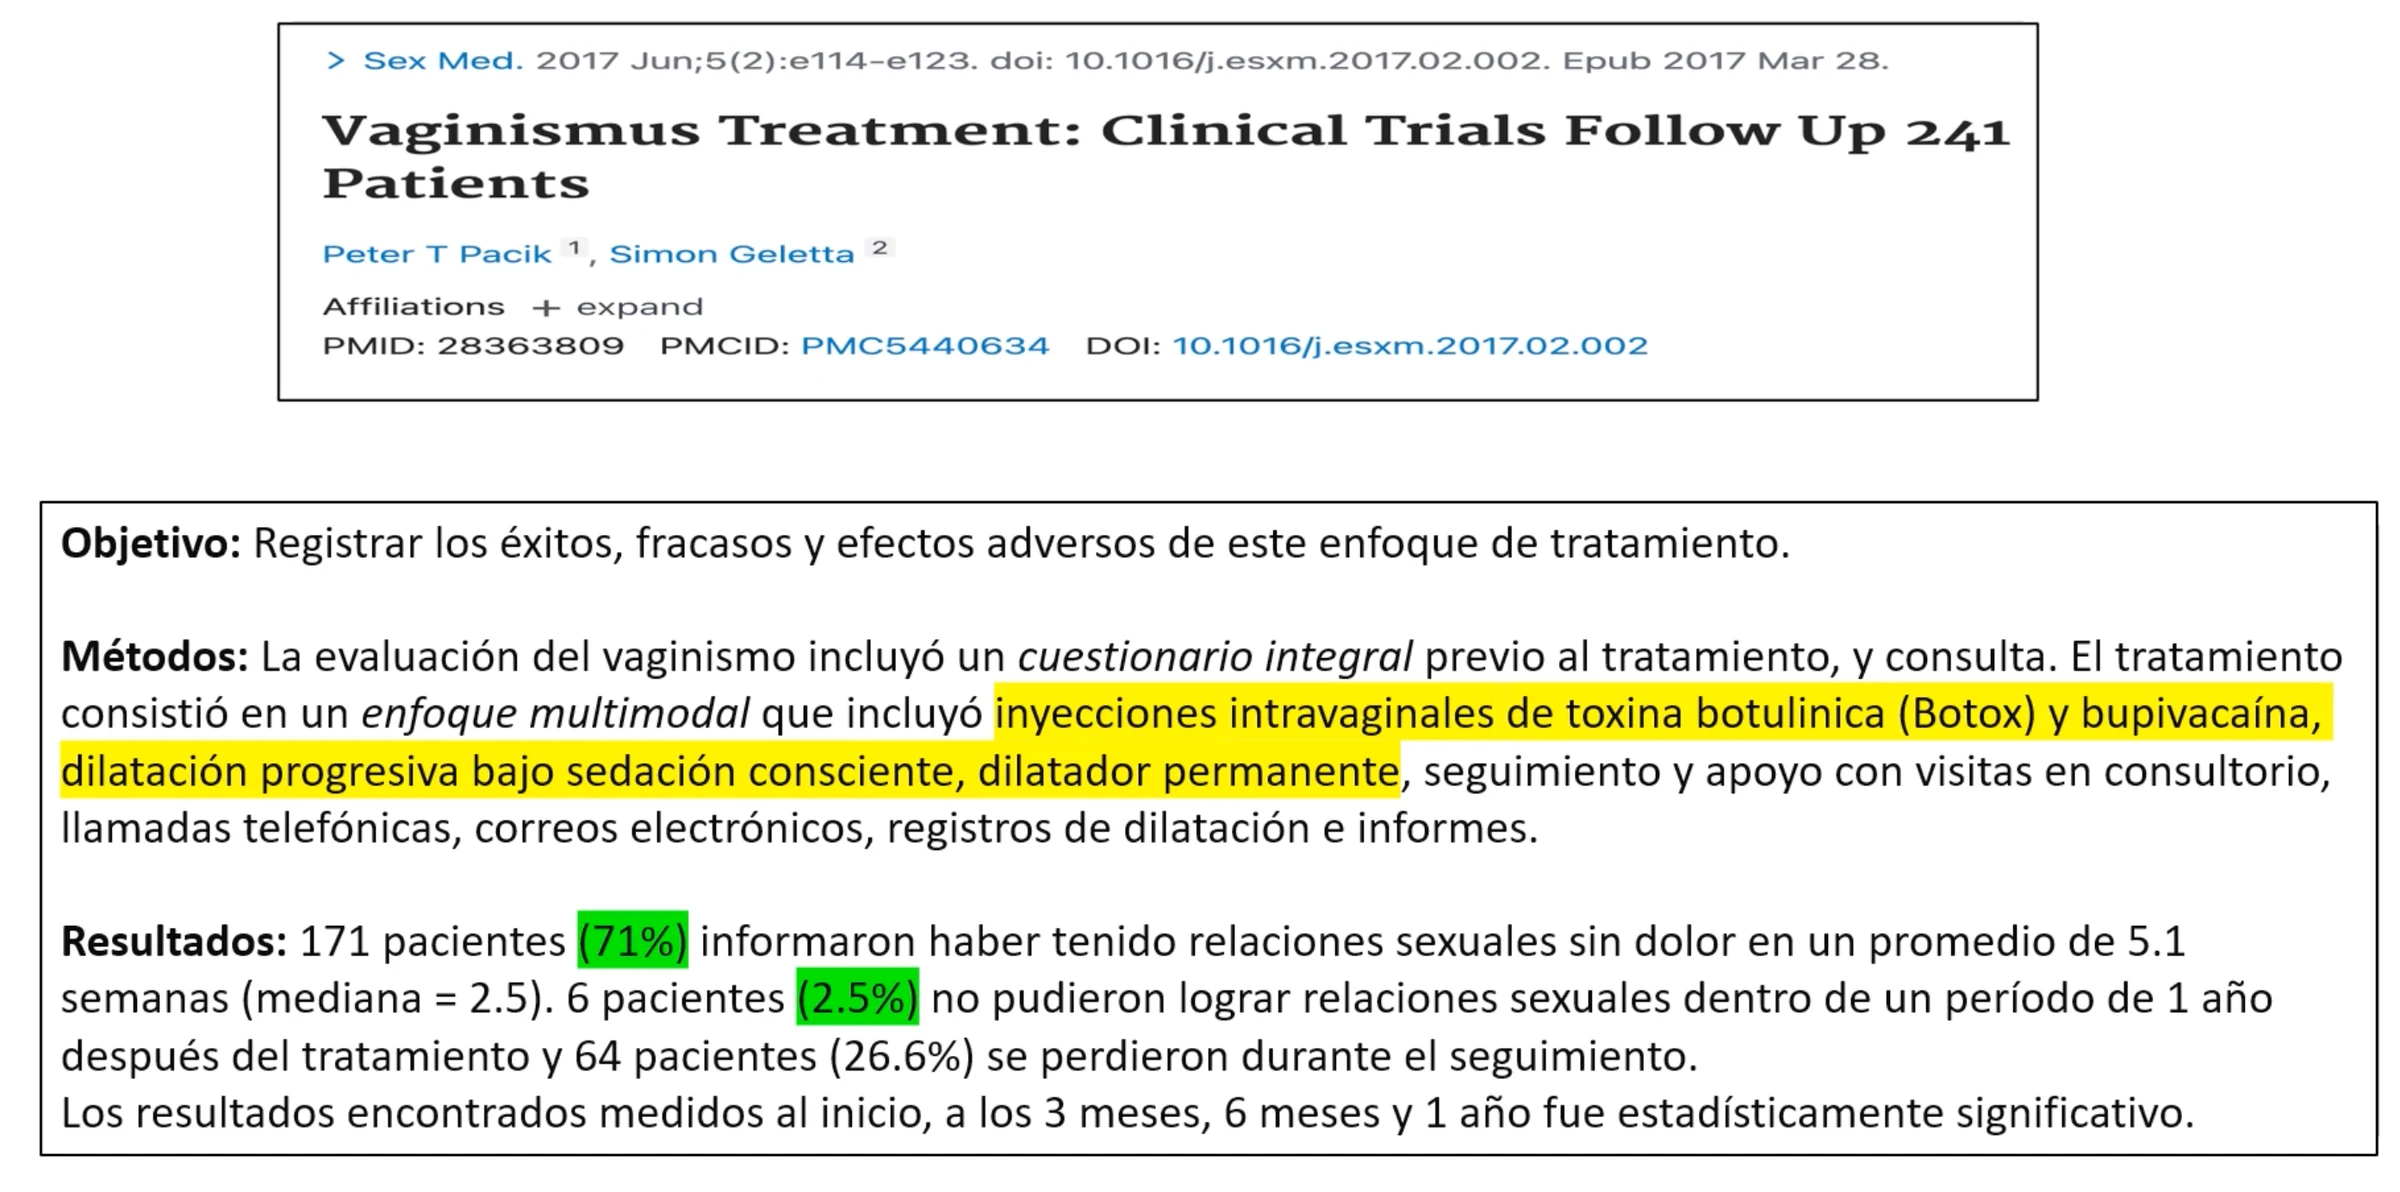 > Sex Med. 2017 Jun;5(2):e114-e123. doi: 10.1016/j.esxm.2017.02.002. Epub 2017 Mar 28.
Vaginismus Treatment: Clinical Trials Follow Up 241
Patients
Peter T Pacik 1, Simon Geletta 2
Affiliations + expand
PMID: 28363809 PMCID: PMC5440634 DOI: 10.1016/j.esxm.2017.02.002
Objetivo: Registrar los éxitos, fracasos y efectos adversos de este enfoque de tratamiento.
Métodos: La evaluación del vaginismo incluyó un cuestionario integral previo al tratamiento, y consulta. El tratamiento
consistió en un enfoque multimodal que incluyó inyecciones intravaginales de toxina botulinica (Botox) y bupivacaína,
dilatación progresiva bajo sedación consciente, dilatador permanente, seguimiento y apoyo con visitas en consultorio,
llamadas telefónicas, correos electrónicos, registros de dilatación e informes.
Resultados: 171 pacientes (71%) informaron haber tenido relaciones sexuales sin dolor en un promedio de 5.1
semanas (mediana = 2.5). 6 pacientes (2.5%) no pudieron lograr relaciones sexuales dentro de un período de 1 año
después del tratamiento y 64 pacientes (26.6%) se perdieron durante el seguimiento.
Los resultados encontrados medidos al inicio, a los 3 meses, 6 meses y 1 año fue estadísticamente significativo.